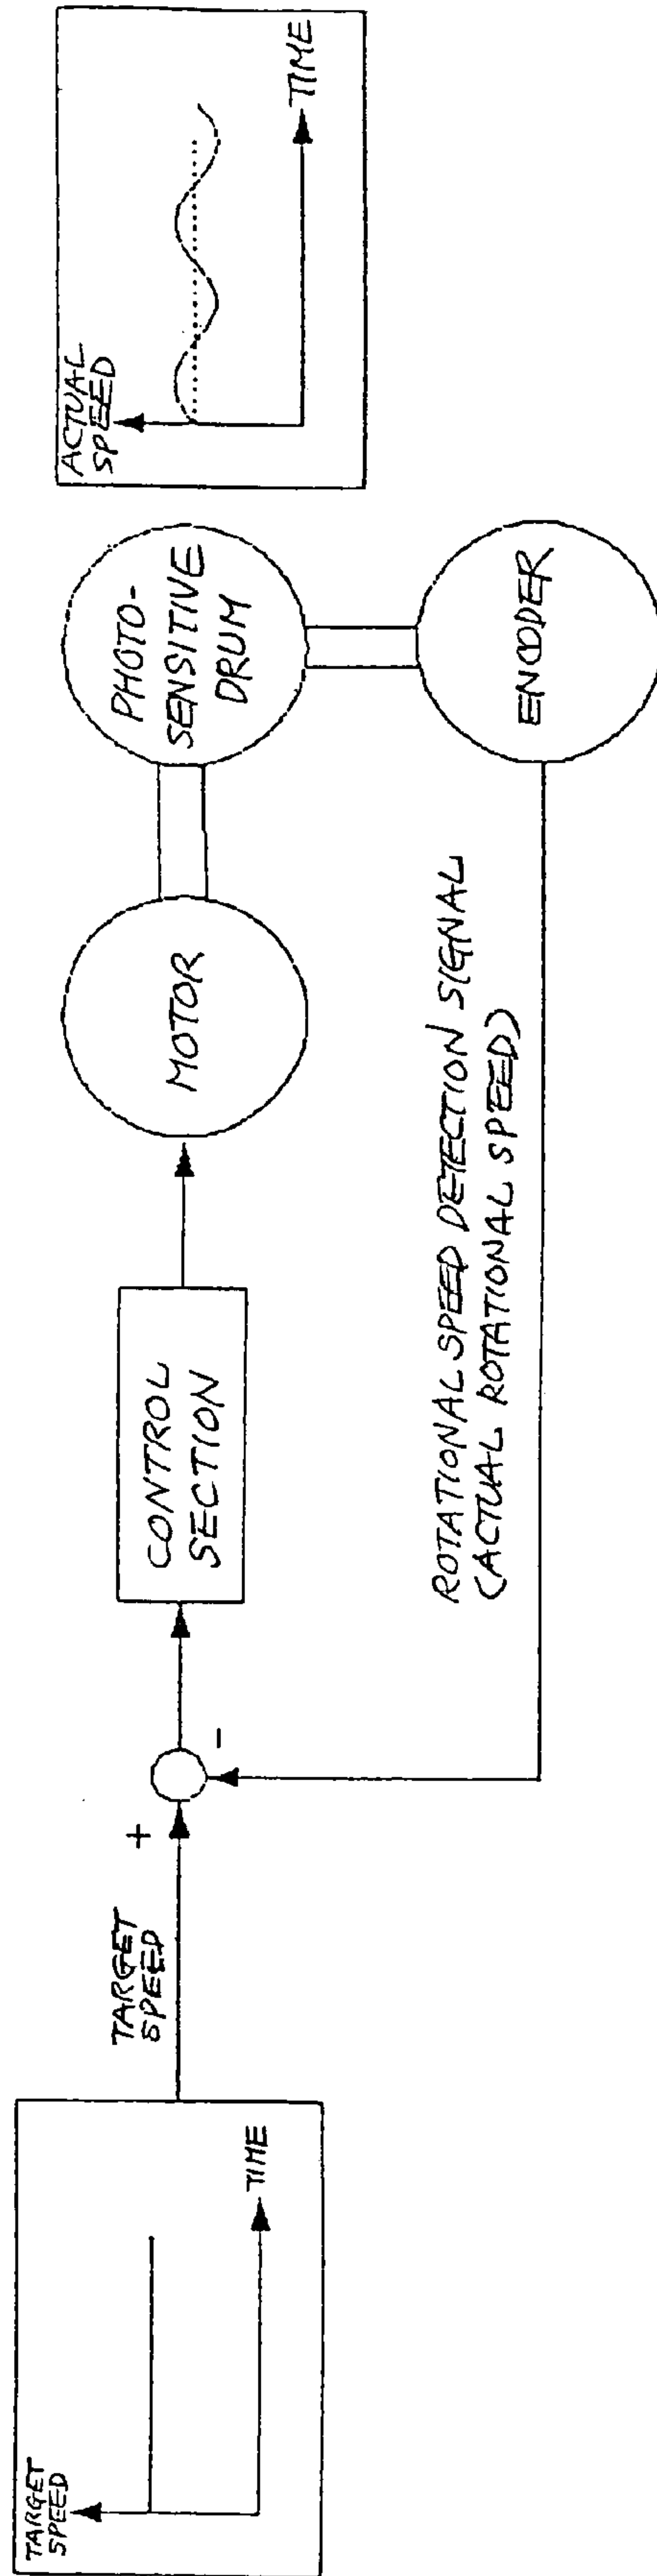 TARGET
SPEED
TIME
TARGET
SPEED
+
-
CONTROL
SECTION
MOTOR
PHOTO-
SENSITIVE
DRUM
ENCODER
ROTATIONAL SPEED DETECTION SIGNAL
(ACTUAL ROTATIONAL SPEED)
ACTUAL
SPEED
TIME